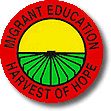 MIGRANT EDUCATION
HARVEST OF HOPE